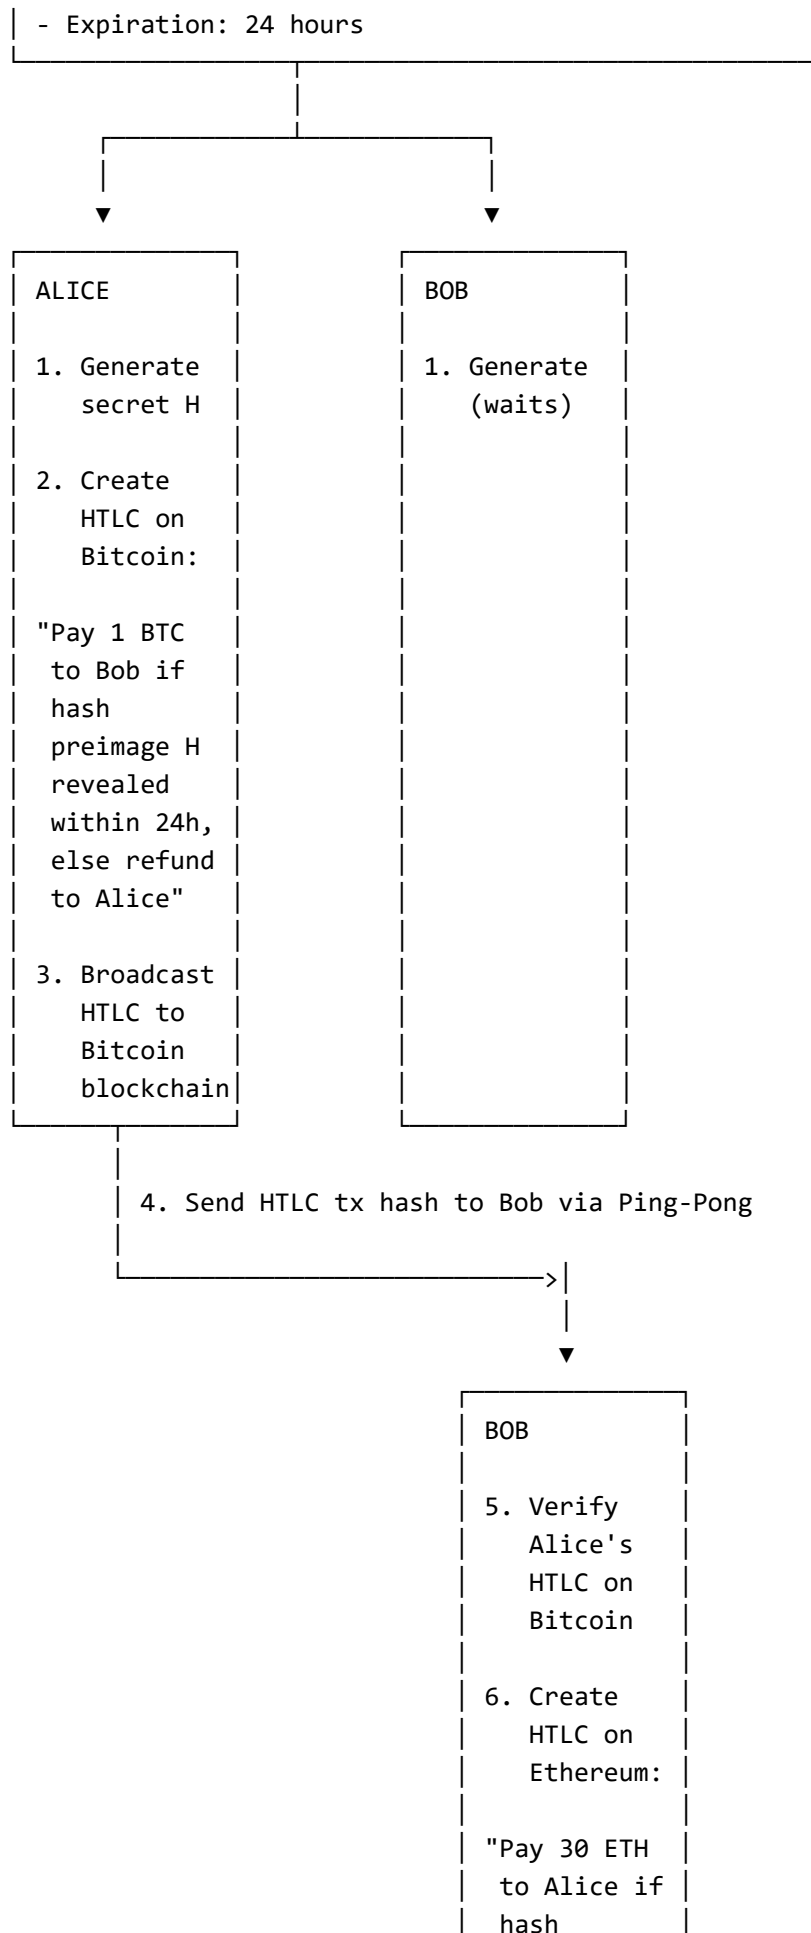 - Expiration: 24 hours
ALICE
1. Generate
secret H
2. Create
HTLC on
Bitcoin:
"Pay 1 BTC
to Bob if
hash
preimage H
revealed
within 24h,
else refund
to Alice"
3. Broadcast
HTLC to
Bitcoin
blockchain
BOB
1. Generate
(waits)
4. Send HTLC tx hash to Bob via Ping-Pong
BOB
5. Verify
Alice's
HTLC on
Bitcoin
6. Create
HTLC on
Ethereum:
"Pay 30 ETH
to Alice if
hash